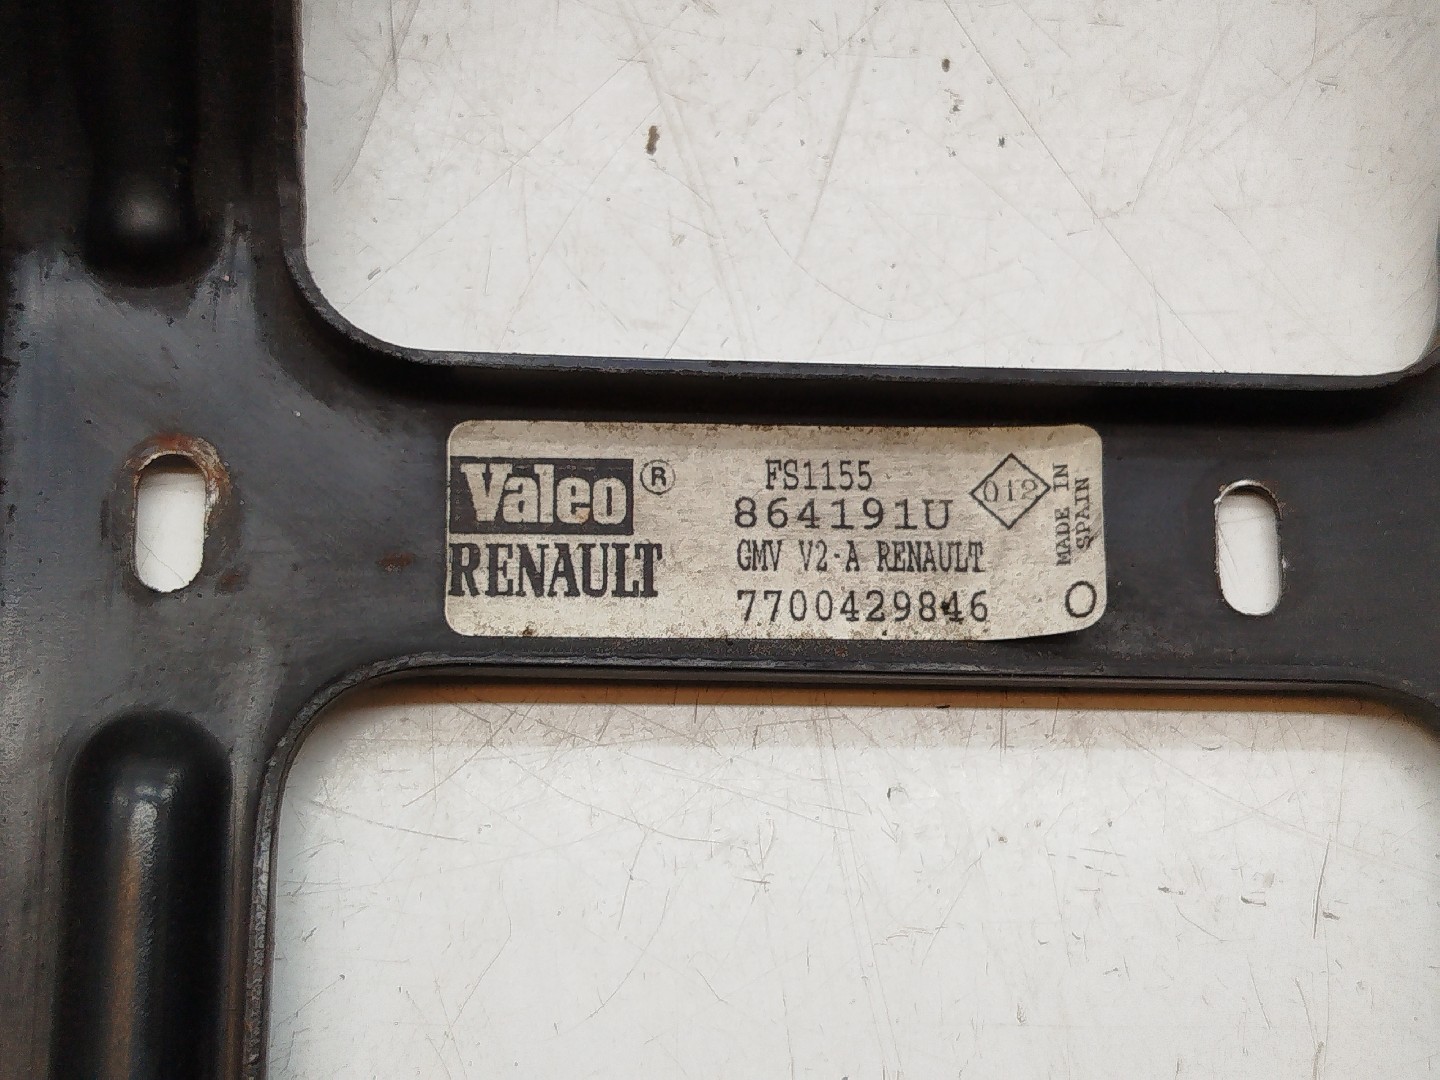 Valeo ®
RENAULT
FS1155
864191U
GMV V2-A RENAULT
7700429846
012
MADE IN
SPAIN